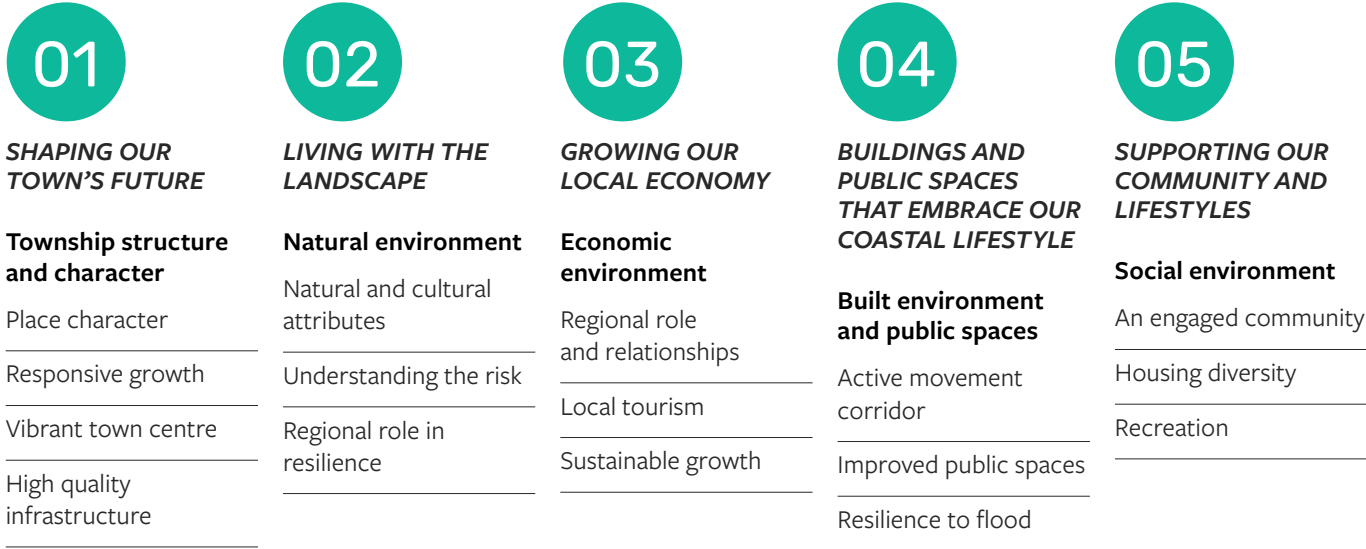 01
SHAPING OUR
TOWN'S FUTURE
Township structure
and character
Place character
Responsive growth
Vibrant town centre
High quality
infrastructure
02
LIVING WITH THE
LANDSCAPE
Natural environment
Natural and cultural
attributes
Understanding the risk
Regional role in
resilience
03
GROWING OUR
LOCAL ECONOMY
Economic
environment
Regional role
and relationships
Local tourism
Sustainable growth
04
BUILDINGS AND
PUBLIC SPACES
THAT EMBRACE OUR
COASTAL LIFESTYLE
Built environment
and public spaces
Active movement
corridor
Improved public spaces
Resilience to flood
05
SUPPORTING OUR
COMMUNITY AND
LIFESTYLES
Social environment
An engaged community
Housing diversity
Recreation